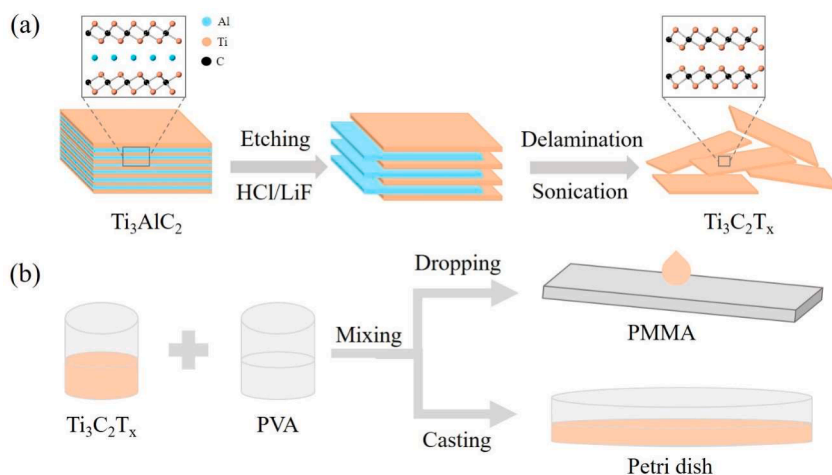 (a)
Al
Ti
C
Etching
HCl/LiF
Delamination
Sonication
Ti₃AlC₂
Ti₃C₂Tₓ
(b)
Dropping
PMMA
Mixing
Ti₃C₂Tₓ
PVA
Casting
Petri dish